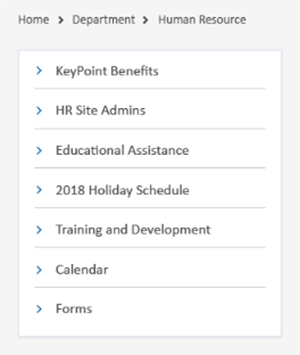 Home > Department > Human Resource
> KeyPoint Benefits
> HR Site Admins
> Educational Assistance
> 2018 Holiday Schedule
> Training and Development
> Calendar
> Forms